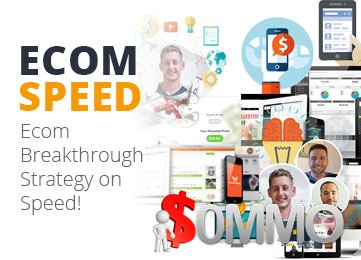 ECOM
SPEED
Ecom
Breakthrough
Strategy on
Speed!
$OMMO